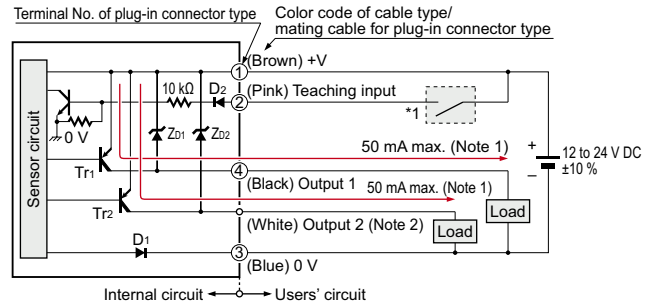 Terminal No. of plug-in connector type
Color code of cable type/
mating cable for plug-in connector type
1 (Brown) +V
10 kΩ
D2
2 (Pink) Teaching input
*1
0 V
ZD1
ZD2
50 mA max. (Note 1)
+
−
12 to 24 V DC
±10 %
Sensor circuit
Tr1
4
(Black) Output 1
50 mA max. (Note 1)
Load
Tr2
(White) Output 2 (Note 2)
Load
D1
3
(Blue) 0 V
Internal circuit
Users' circuit